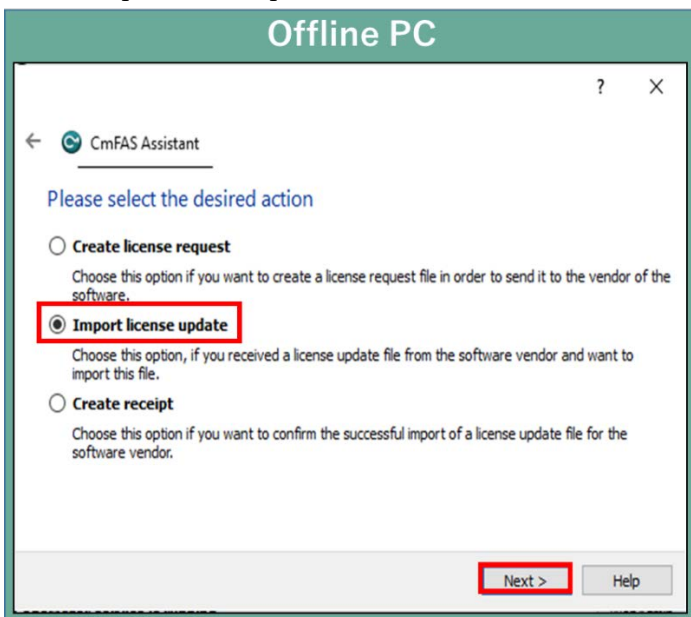 Offline PC
?
CmFAS Assistant
Please select the desired action
Create license request
Choose this option if you want to create a license request file in order to send it to the vendor of the
software.
Import license update
Choose this option, if you received a license update file from the software vendor and want to
import this file.
Create receipt
Choose this option if you want to confirm the successful import of a license update file for the
software vendor.
Next > Help